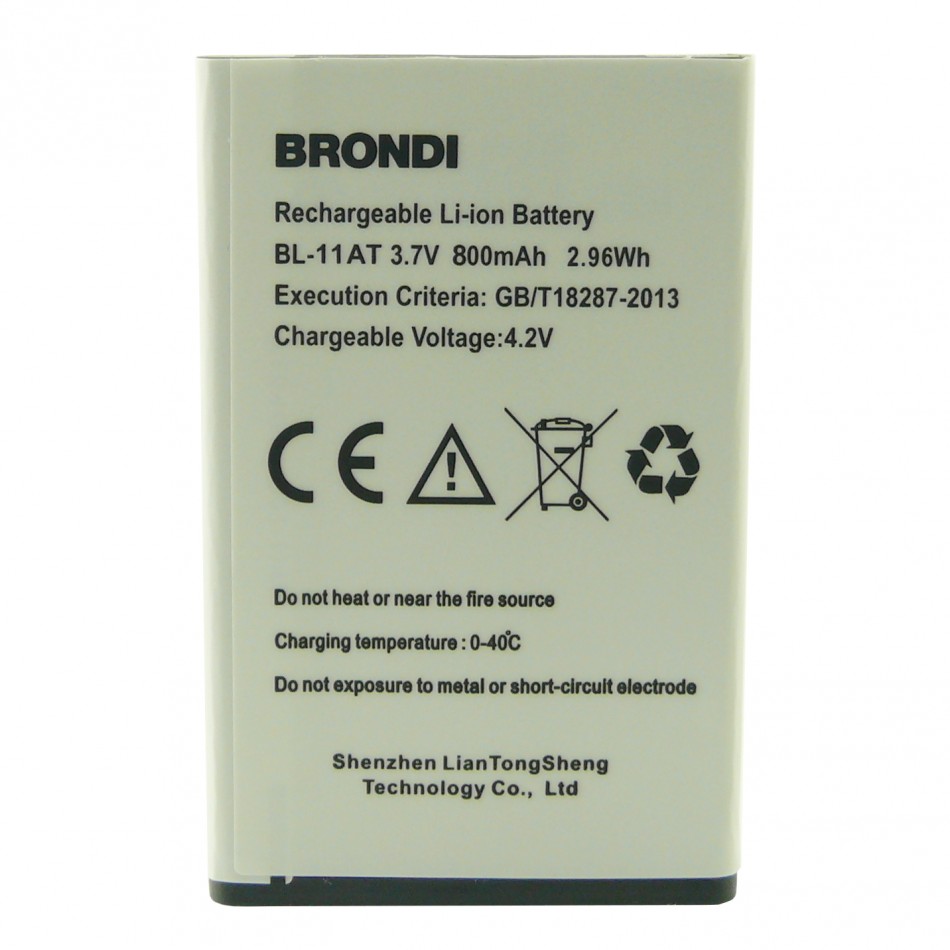 BRONDI
Rechargeable Li-ion Battery
BL-11AT 3.7V 800mAh 2.96Wh
Execution Criteria: GB/T18287-2013
Chargeable Voltage:4.2V
CE
Do not heat or near the fire source
Charging temperature : 0-40℃
Do not exposure to metal or short-circuit electrode
Shenzhen LianTongSheng
Technology Co., Ltd